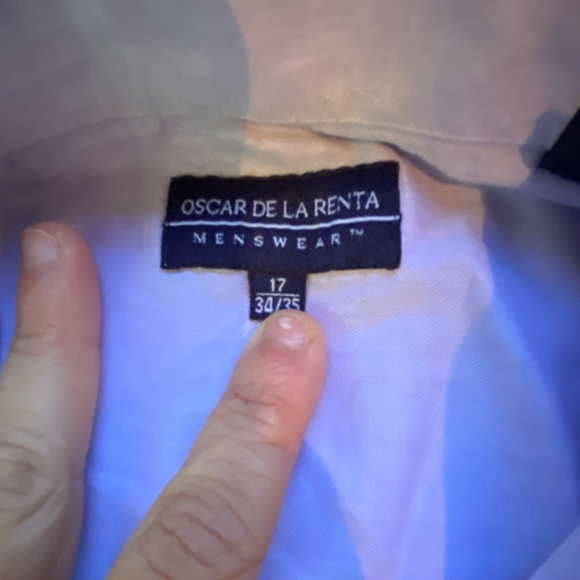 OSCAR DE LA RENTA
MENSWEAR™
17
34/35